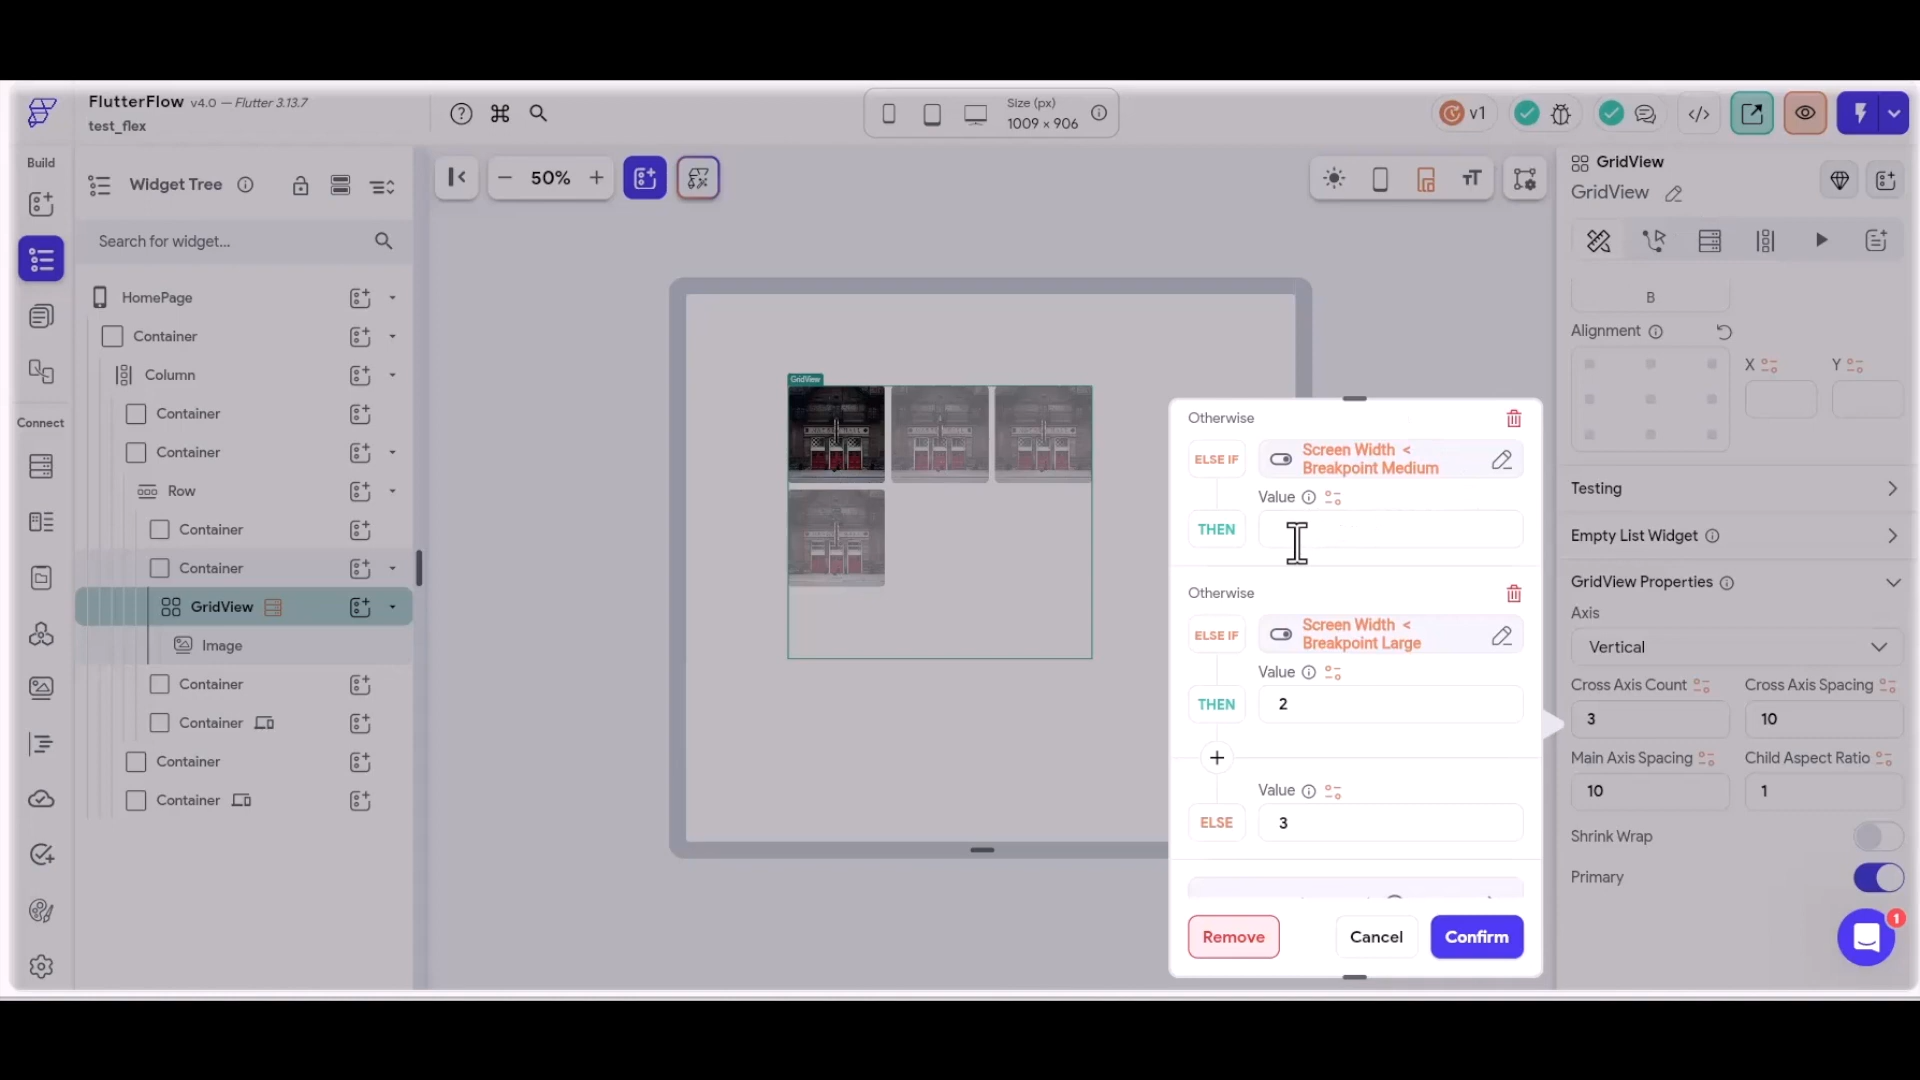 FlutterFlow v4.0 — Flutter 3.13.7
test_flex
Size (px)
1009 × 906
v1
Build
Connect
Widget Tree
Search for widget...
HomePage
Container
Column
Container
Container
Row
Container
Container
GridView
Image
Container
Container
Container
Container
50%
GridView
Otherwise
ELSE IF
Screen Width <
Breakpoint Medium
Value
THEN
Otherwise
ELSE IF
Screen Width <
Breakpoint Large
Value
THEN
2
Value
ELSE
3
Remove
Cancel
Confirm
GridView
GridView
B
Alignment
X
Y
Testing
Empty List Widget
GridView Properties
Axis
Vertical
Cross Axis Count
Cross Axis Spacing
3
10
Main Axis Spacing
Child Aspect Ratio
10
1
Shrink Wrap
Primary
1